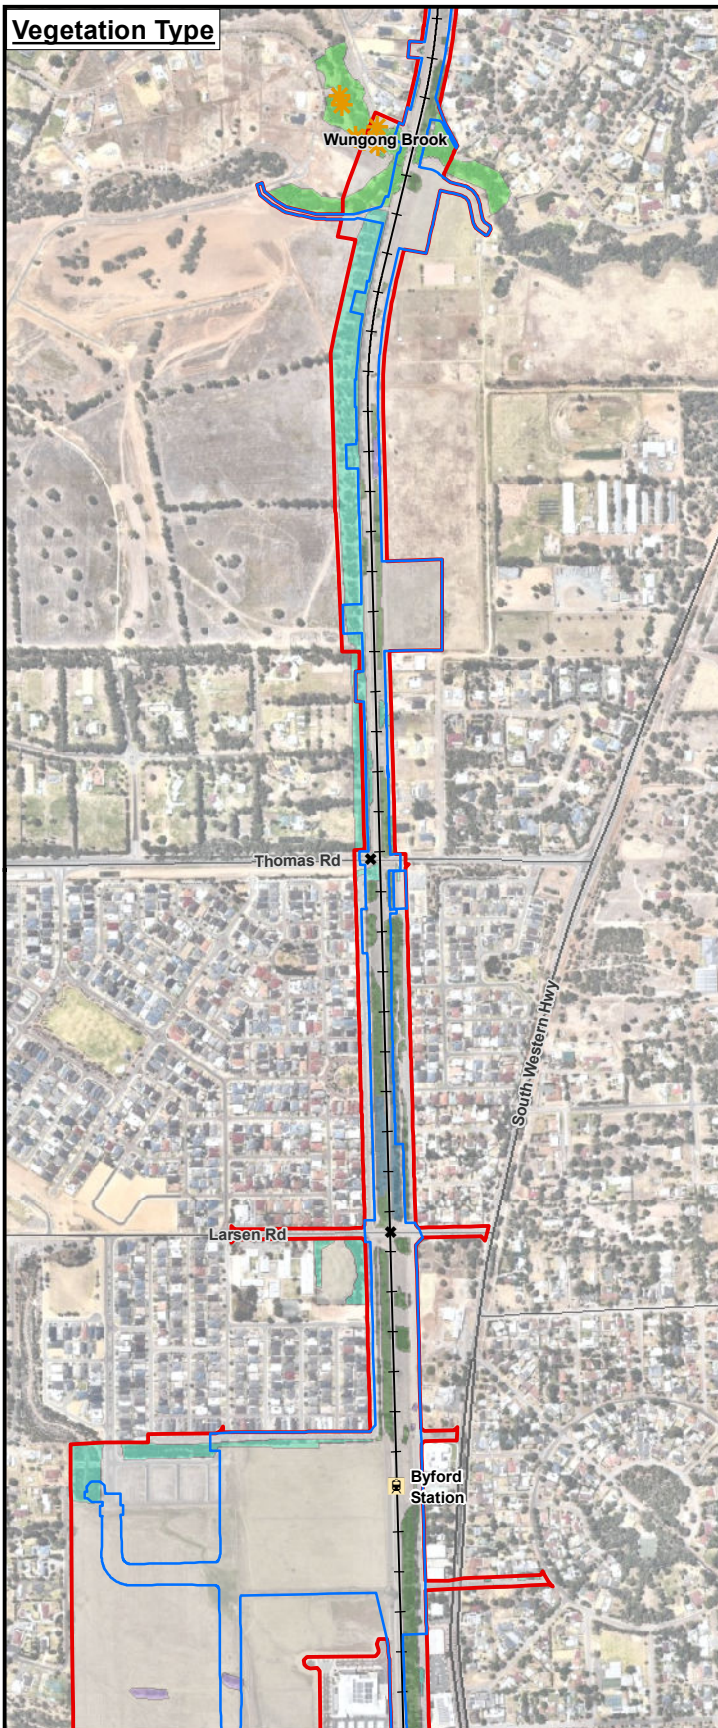 Vegetation Type
Wungong Brook
Thomas Rd
South Western Hwy
Larsen Rd
Byford
Station